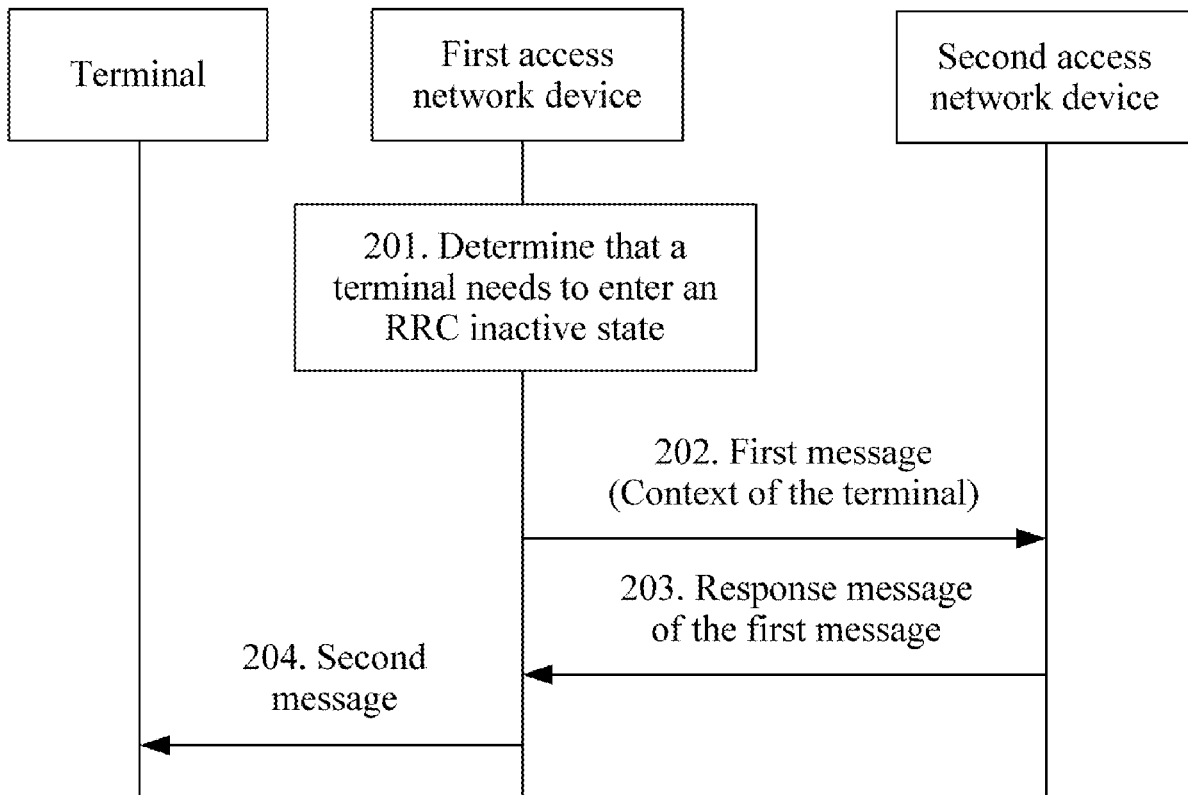 Terminal
First access
network device
Second access
network device
201. Determine that a
terminal needs to enter an
RRC inactive state
202. First message
(Context of the terminal)
203. Response message
of the first message
204. Second
message